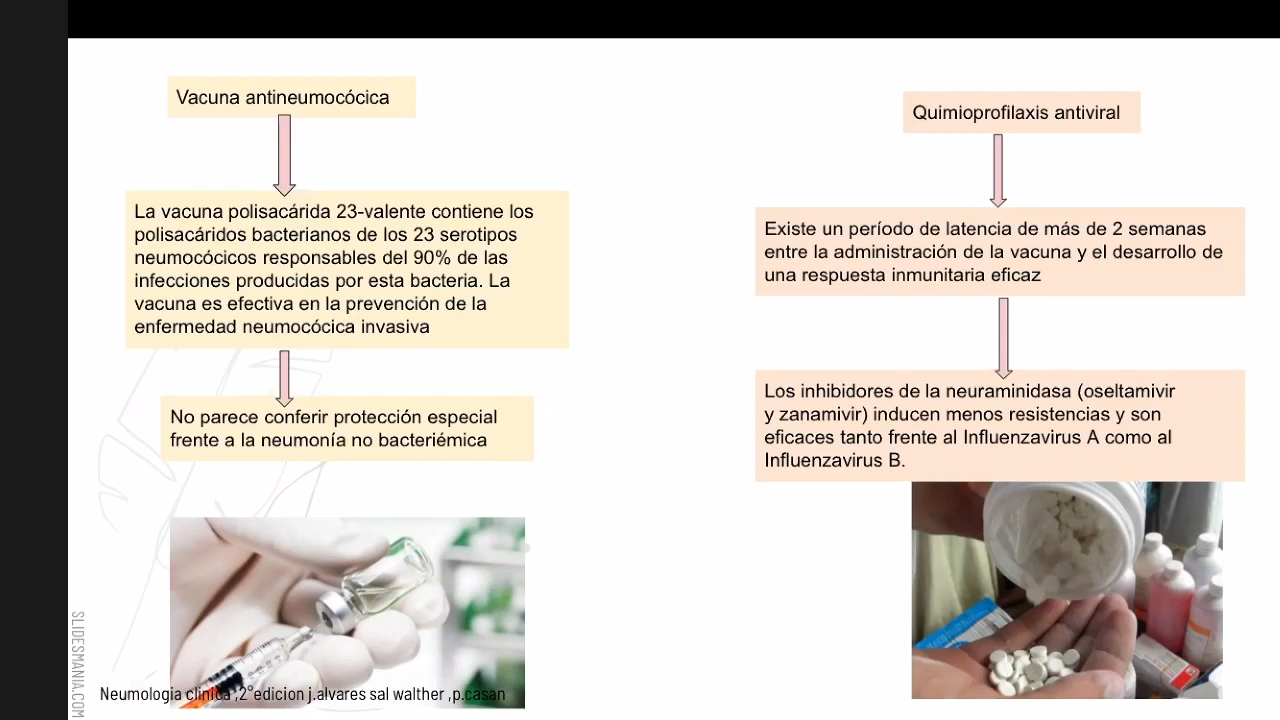 Vacuna antineumocócica
La vacuna polisacárida 23-valente contiene los
polisacáridos bacterianos de los 23 serotipos
neumocócicos responsables del 90% de las
infecciones producidas por esta bacteria. La
vacuna es efectiva en la prevención de la
enfermedad neumocócica invasiva
No parece conferir protección especial
frente a la neumonía no bacteriémica
Quimioprofilaxis antiviral
Existe un período de latencia de más de 2 semanas
entre la administración de la vacuna y el desarrollo de
una respuesta inmunitaria eficaz
Los inhibidores de la neuraminidasa (oseltamivir
y zanamivir) inducen menos resistencias y son
eficaces tanto frente al Influenzavirus A como al
Influenzavirus B.
Neumologia clinica ,2°edicion j.alvares sal walther ,p.casan
SLIDESMANIA.COM